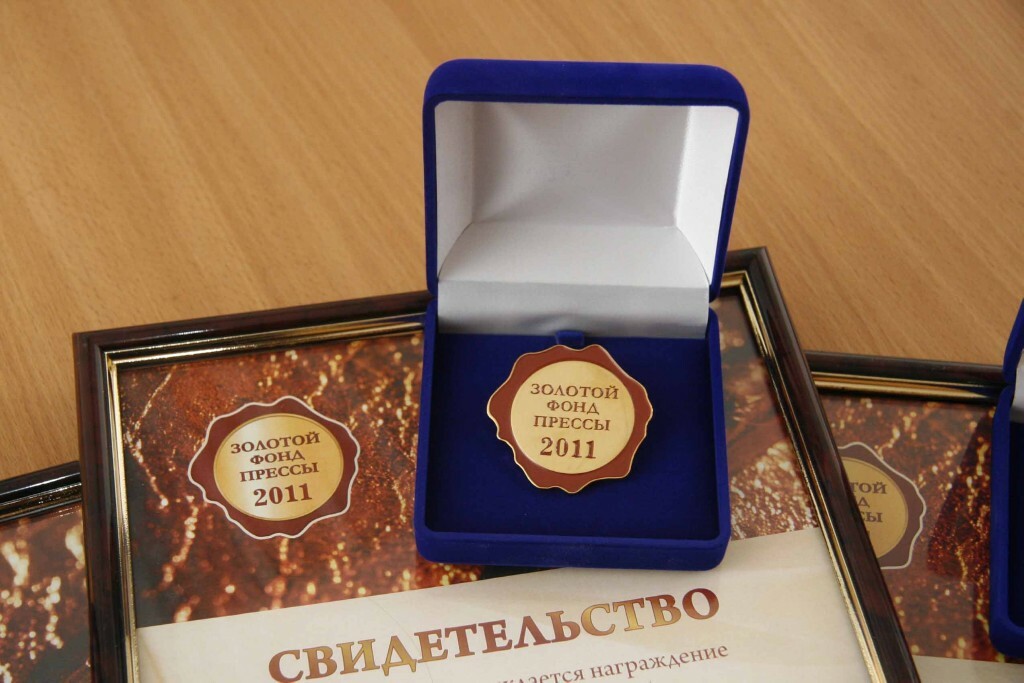 ЗОЛОТОЙ
ФОНД
ПРЕССЫ
2011
ЗОЛОТОЙ
ФОНД
ПРЕССЫ
2011
СВИДЕТЕЛЬСТВО
награждение